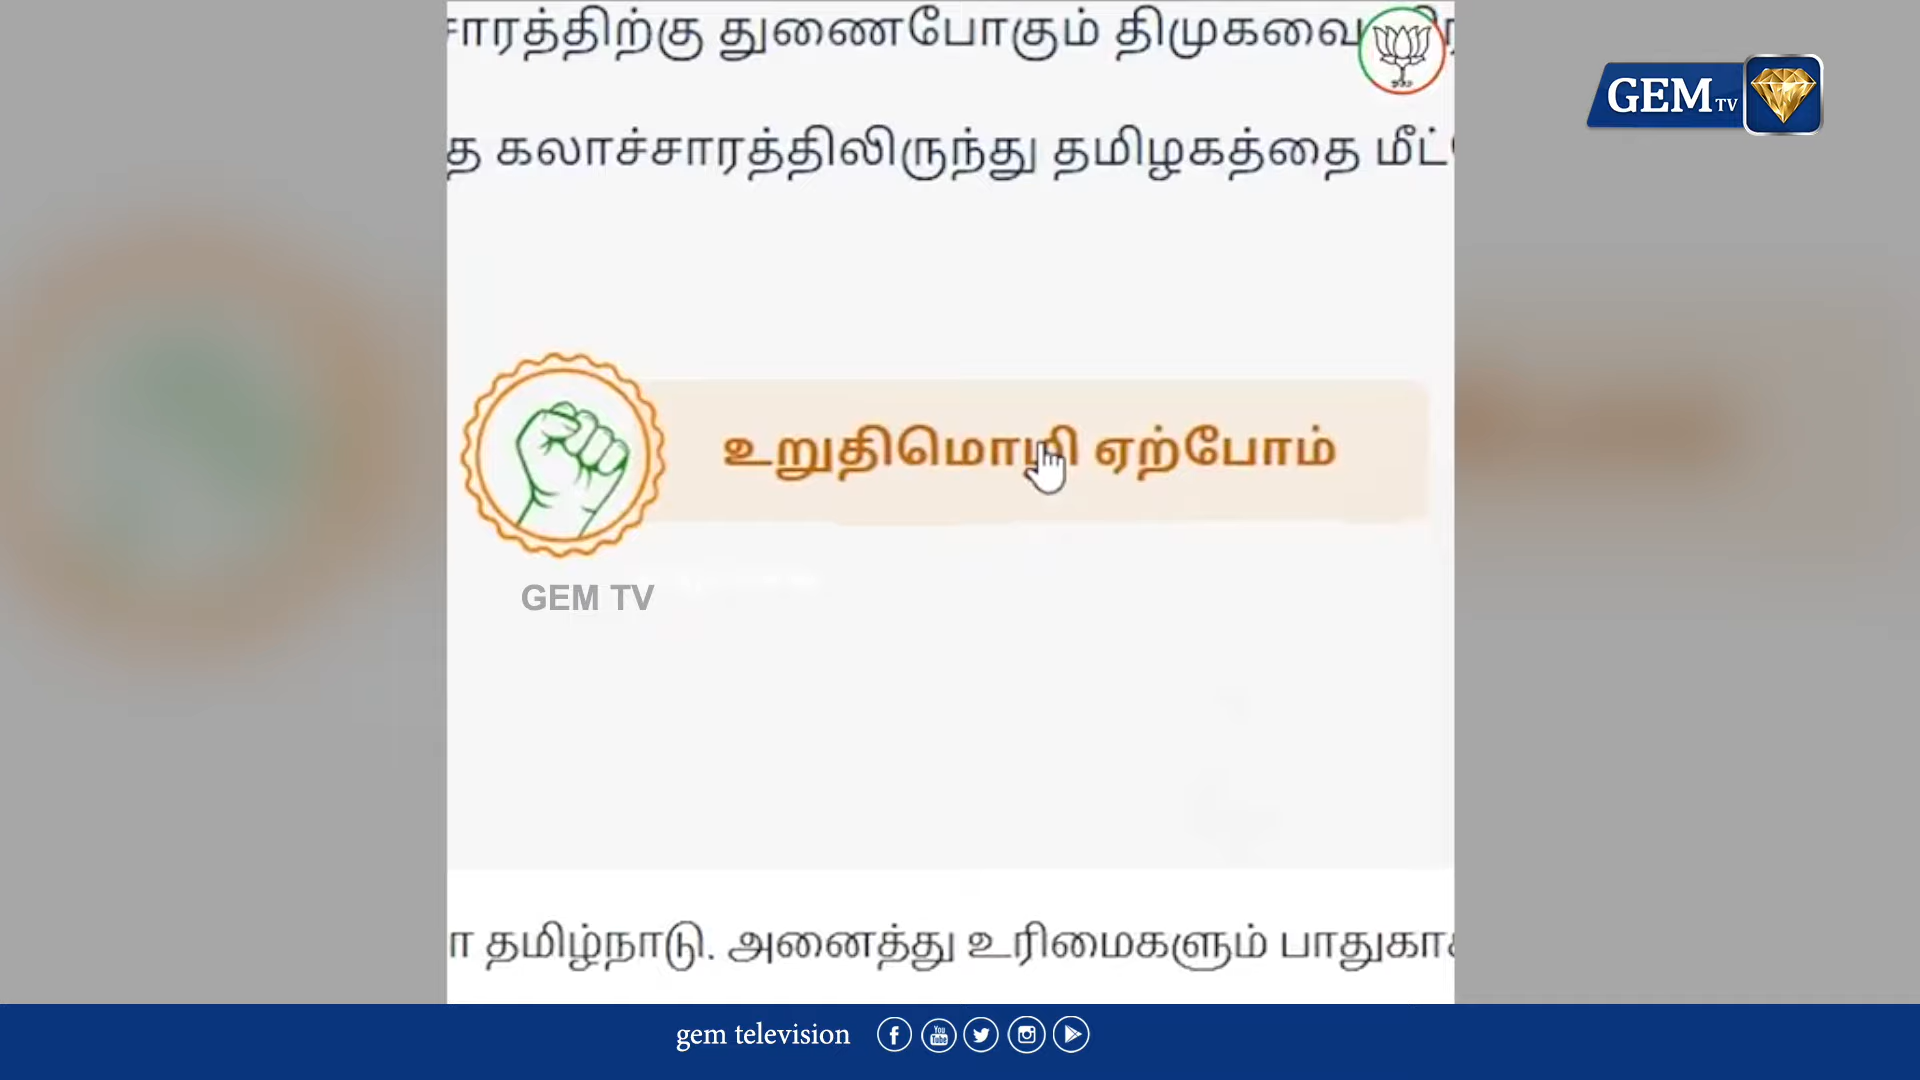 சாரத்திற்கு துணைபோகும் திமுகவை
GEM TV
கலாச்சாரத்திலிருந்து தமிழகத்தை
உறுதிமொழி ஏற்போம்
GEM TV
தமிழ்நாடு. அனைத்து உரிமைகளும்
gem television